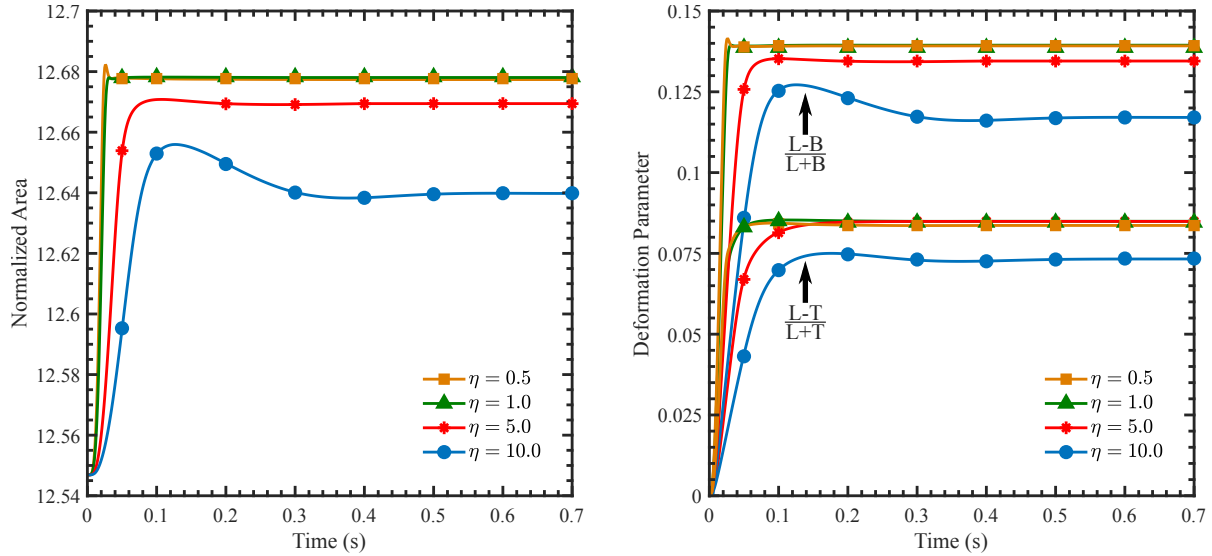 12.7
12.68
12.66
12.64
12.62
12.6
12.58
12.56
12.54
Normalized Area
0
0.1
0.2
0.3
0.4
0.5
0.6
0.7
Time (s)
η = 0.5
η = 1.0
η = 5.0
η = 10.0
0.15
0.125
0.1
0.075
0.05
0.025
0
Deformation Parameter
0
0.1
0.2
0.3
0.4
0.5
0.6
0.7
Time (s)
L-B
L+B
L-T
L+T
η = 0.5
η = 1.0
η = 5.0
η = 10.0